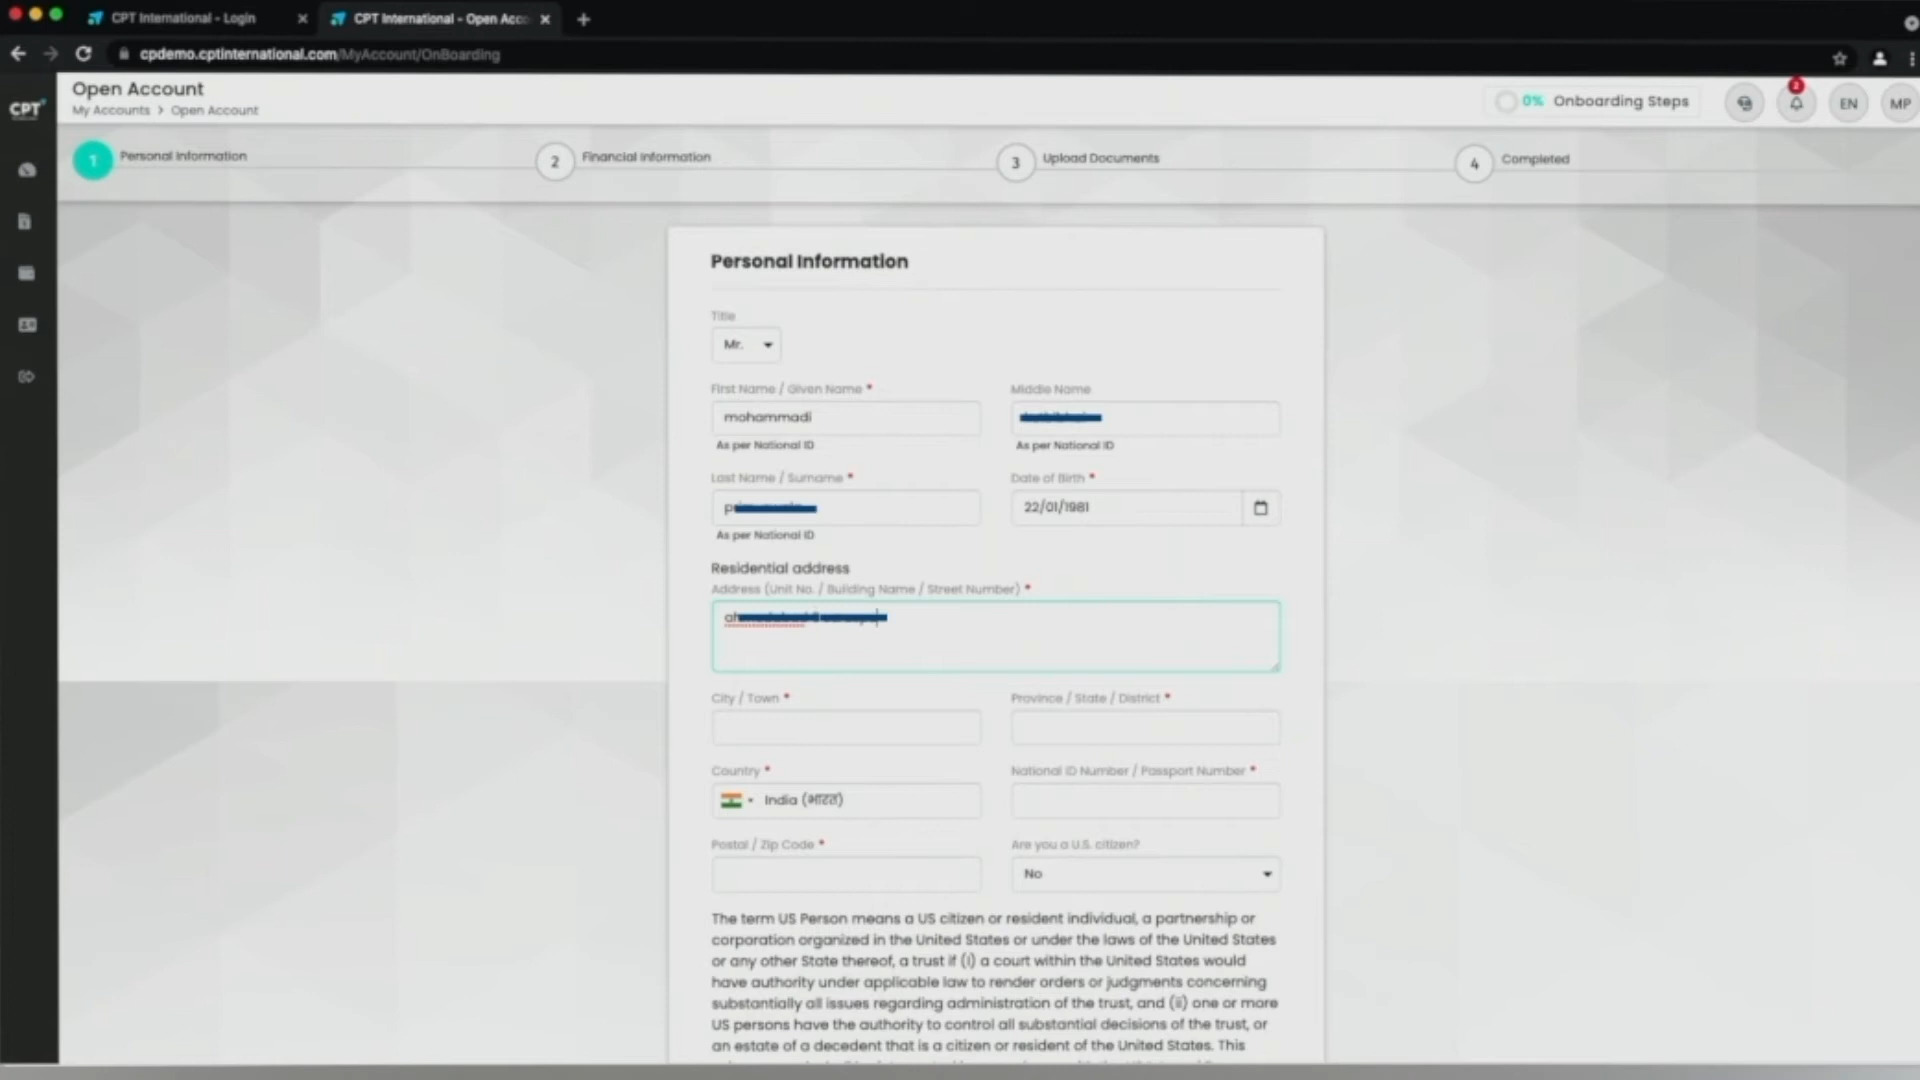 CPT International - Login
CPT International - Open Acc
cpdemo.cptinternational.com/MyAccount/OnBoarding
CPT
Open Account
My Accounts > Open Account
0% Onboarding Steps
2
EN
MP
1 Personal Information
2 Financial Information
3 Upload Documents
4 Completed
Personal Information
Title
Mr.
First Name / Given Name *
Middle Name
mohammadi
As per National ID
As per National ID
Last Name / Surname *
Date of Birth *
22/01/1981
As per National ID
Residential address
Address (Unit No. / Building Name / Street Number) *
City / Town *
Province / State / District *
Country *
National ID Number / Passport Number *
India (भारत)
Postal / Zip Code *
Are you a U.S. citizen?
No
The term US Person means a US citizen or resident individual, a partnership or
corporation organized in the United States or under the laws of the United States
or any other State thereof, a trust if (i) a court within the United States would
have authority under applicable law to render orders or judgments concerning
substantially all issues regarding administration of the trust, and (ii) one or more
US persons have the authority to control all substantial decisions of the trust, or
an estate of a decedent that is a citizen or resident of the United States. This